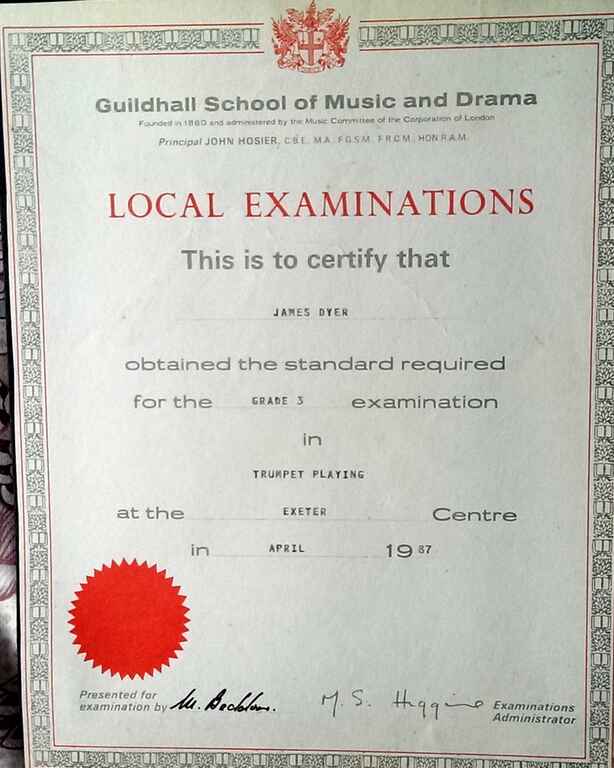 Guildhall School of Music and Drama
Founded in 1880 and administered by the Music Committee of the Corporation of London
Principal JOHN HOSIER, C.B.E. M.A. F.G.S.M. F.R.C.M. HON.R.A.M.
LOCAL EXAMINATIONS
This is to certify that
JAMES DYER
obtained the standard required
for the GRADE 3 examination
in
TRUMPET PLAYING
at the EXETER Centre
in APRIL 1987
Presented for
examination by
M. S. Higgins Examinations
Administrator